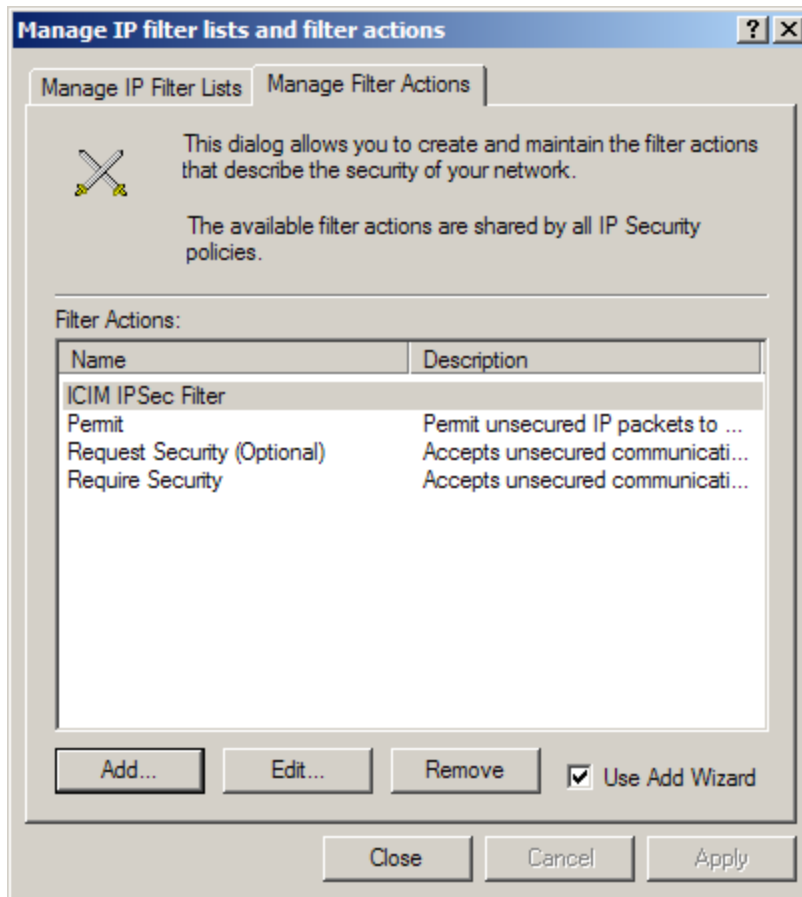 Manage IP filter lists and filter actions
Manage IP Filter Lists
Manage Filter Actions
This dialog allows you to create and maintain the filter actions
that describe the security of your network.
The available filter actions are shared by all IP Security
policies.
Filter Actions:
Name Description
ICIM IPSec Filter
Permit Permit unsecured IP packets to ...
Request Security (Optional) Accepts unsecured communicati...
Require Security Accepts unsecured communicati...
Add... Edit... Remove Use Add Wizard
Close Cancel Apply